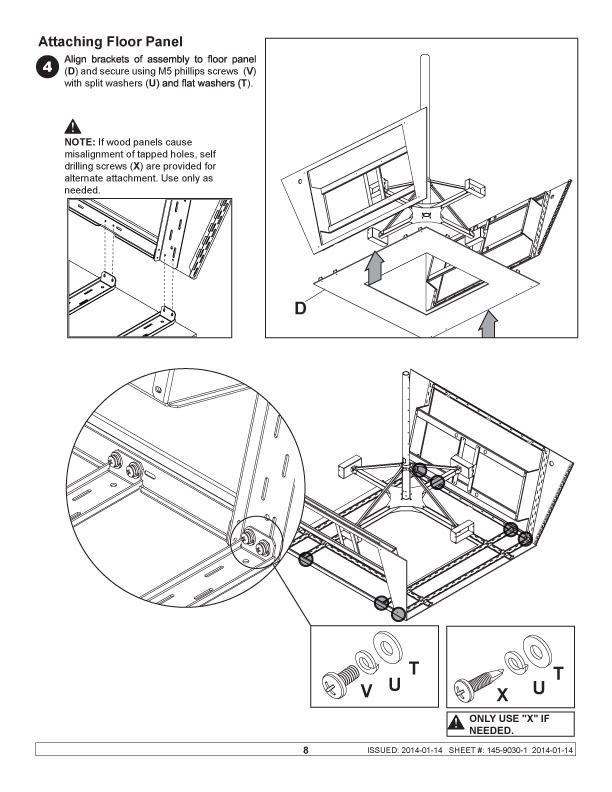 Attaching Floor Panel
4 Align brackets of assembly to floor panel
(D) and secure using M5 phillips screws (V)
with split washers (U) and flat washers (T).
NOTE: If wood panels cause
misalignment of tapped holes, self
drilling screws (X) are provided for
alternate attachment. Use only as
needed.
D
V U T
X U T
ONLY USE "X" IF
NEEDED.
8 ISSUED: 2014-01-14 SHEET #: 145-9030-1 2014-01-14